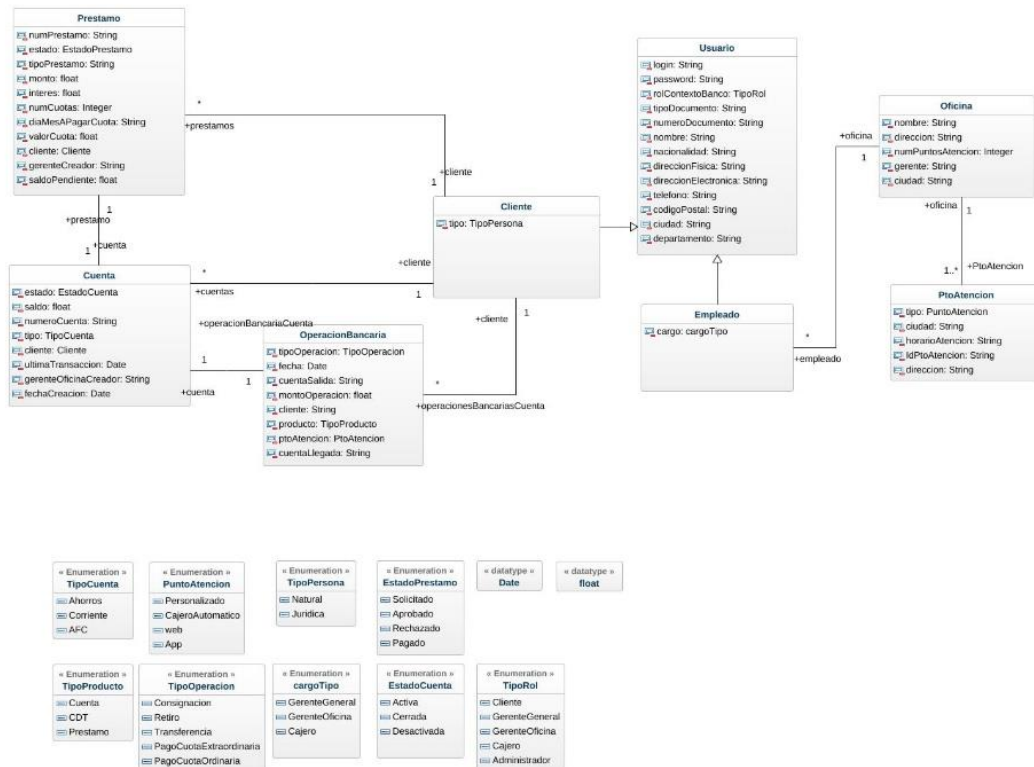 Prestamo
numPrestamo: String
estado: EstadoPrestamo
tipoPrestamo: String
monto: float
interes: float
numCuotas: Integer
diaMesAPagarCuota: String
valorCuota: float
cliente: Cliente
gerenteCreador: String
saldoPendiente: float
*
+prestamos
1
+cliente
1
+prestamo
1
+cuenta
Usuario
login: String
password: String
rolContextoBanco: TipoRol
tipoDocumento: String
numeroDocumento: String
nombre: String
nacionalidad: String
direccionFisica: String
direccionElectronica: String
telefono: String
codigoPostal: String
ciudad: String
departamento: String
Oficina
nombre: String
direccion: String
numPuntosAtencion: Integer
gerente: String
ciudad: String
+oficina
1
+oficina
1
1..*
+PtoAtencion
Cliente
tipo: TipoPersona
+cliente
1
*
+cuentas
+cliente
1
Cuenta
estado: EstadoCuenta
saldo: float
numeroCuenta: String
tipo: TipoCuenta
cliente: Cliente
ultimaTransaccion: Date
gerenteOficinaCreador: String
fechaCreacion: Date
+operacionBancariaCuenta
1
1
+cuenta
OperacionBancaria
tipoOperacion: TipoOperacion
fecha: Date
cuentaSalida: String
montoOperacion: float
cliente: String
producto: TipoProducto
ptoAtencion: PtoAtencion
cuentaLlegada: String
*
+operacionesBancariasCuenta
Empleado
cargo: cargoTipo
*
+empleado
PtoAtencion
tipo: PuntoAtencion
ciudad: String
horarioAtencion: String
IdPtoAtencion: String
direccion: String
« Enumeration »
TipoCuenta
Ahorros
Corriente
AFC
« Enumeration »
PuntoAtencion
Personalizado
CajeroAutomatico
web
App
« Enumeration »
TipoPersona
Natural
Juridica
« Enumeration »
EstadoPrestamo
Solicitado
Aprobado
Rechazado
Pagado
« datatype »
Date
« datatype »
float
« Enumeration »
TipoProducto
Cuenta
CDT
Prestamo
« Enumeration »
TipoOperacion
Consignacion
Retiro
Transferencia
PagoCuotaExtraordinaria
PagoCuotaOrdinaria
« Enumeration »
cargoTipo
GerenteGeneral
GerenteOficina
Cajero
« Enumeration »
EstadoCuenta
Activa
Cerrada
Desactivada
« Enumeration »
TipoRol
Cliente
GerenteGeneral
GerenteOficina
Cajero
Administrador